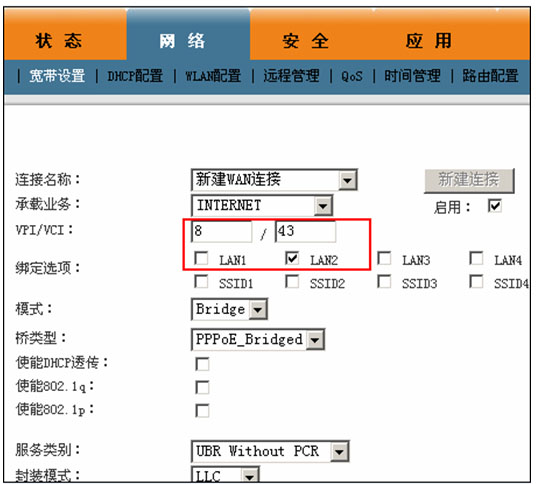 状态 网络 安全 应用
| 宽带设置 | DHCP配置 | WLAN配置 | 远程管理 | QoS | 时间管理 | 路由配置
连接名称： 新建WAN连接 新建连接
承载业务： INTERNET 启用：
VPI/VCI： 8 / 43
绑定选项： LAN1 LAN2 LAN3 LAN4
SSID1 SSID2 SSID3 SSID4
模式： Bridge
桥类型： PPPoE_Bridged
使能DHCP透传：
使能802.1q：
使能802.1p：
服务类别： UBR Without PCR
封装模式： LLC